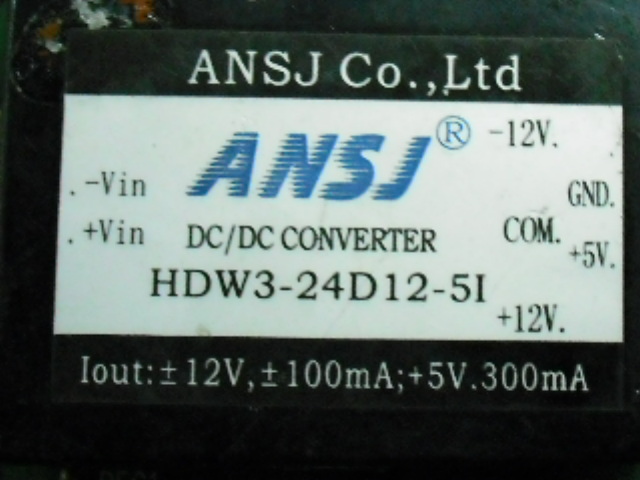 ANSJ Co.,Ltd
ANSJ® -12V.
.-Vin GND.
.+Vin DC/DC CONVERTER COM. +5V.
HDW3-24D12-5I
+12V.
Iout:±12V,±100mA;+5V.300mA